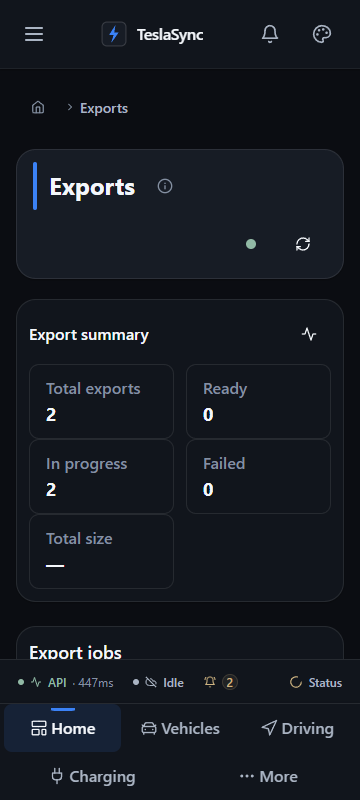 TeslaSync
Exports
Exports
Export summary
Total exports
2
Ready
0
In progress
2
Failed
0
Total size
—
Export jobs
API · 447ms
Idle
2
Status
Home
Vehicles
Driving
Charging
More